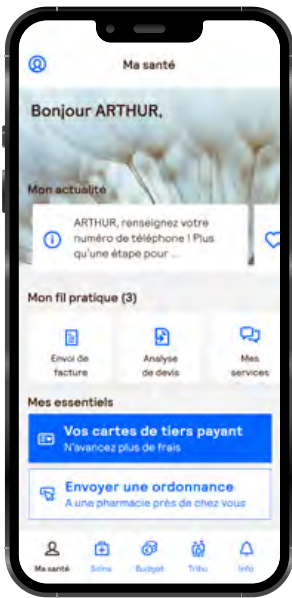 Ma santé
Bonjour ARTHUR,
Mon actualité
ARTHUR, renseignez votre
numéro de téléphone ! Plus
qu'une étape pour ...
Mon fil pratique (3)
Envoi de
facture
Analyse
de devis
Mes
services
Mes essentiels
Vos cartes de tiers payant
N'avancez plus de frais
Envoyer une ordonnance
A une pharmacie près de chez vous
Ma santé
Soins
Budget
Tribu
Info